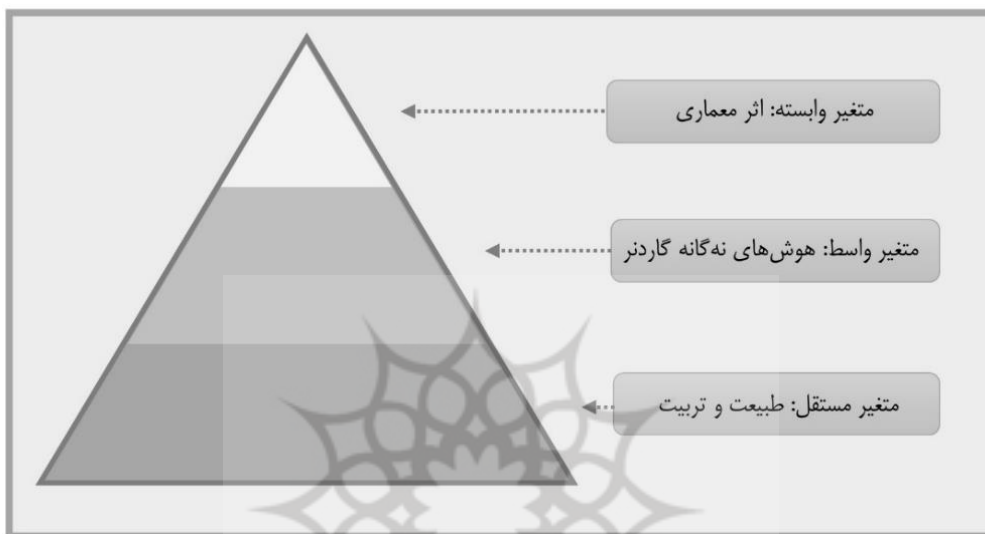 متغیر وابسته: اثر معماری
متغیر واسط: هوش‌های نه‌گانه گاردنر
متغیر مستقل: طبیعت و تربیت